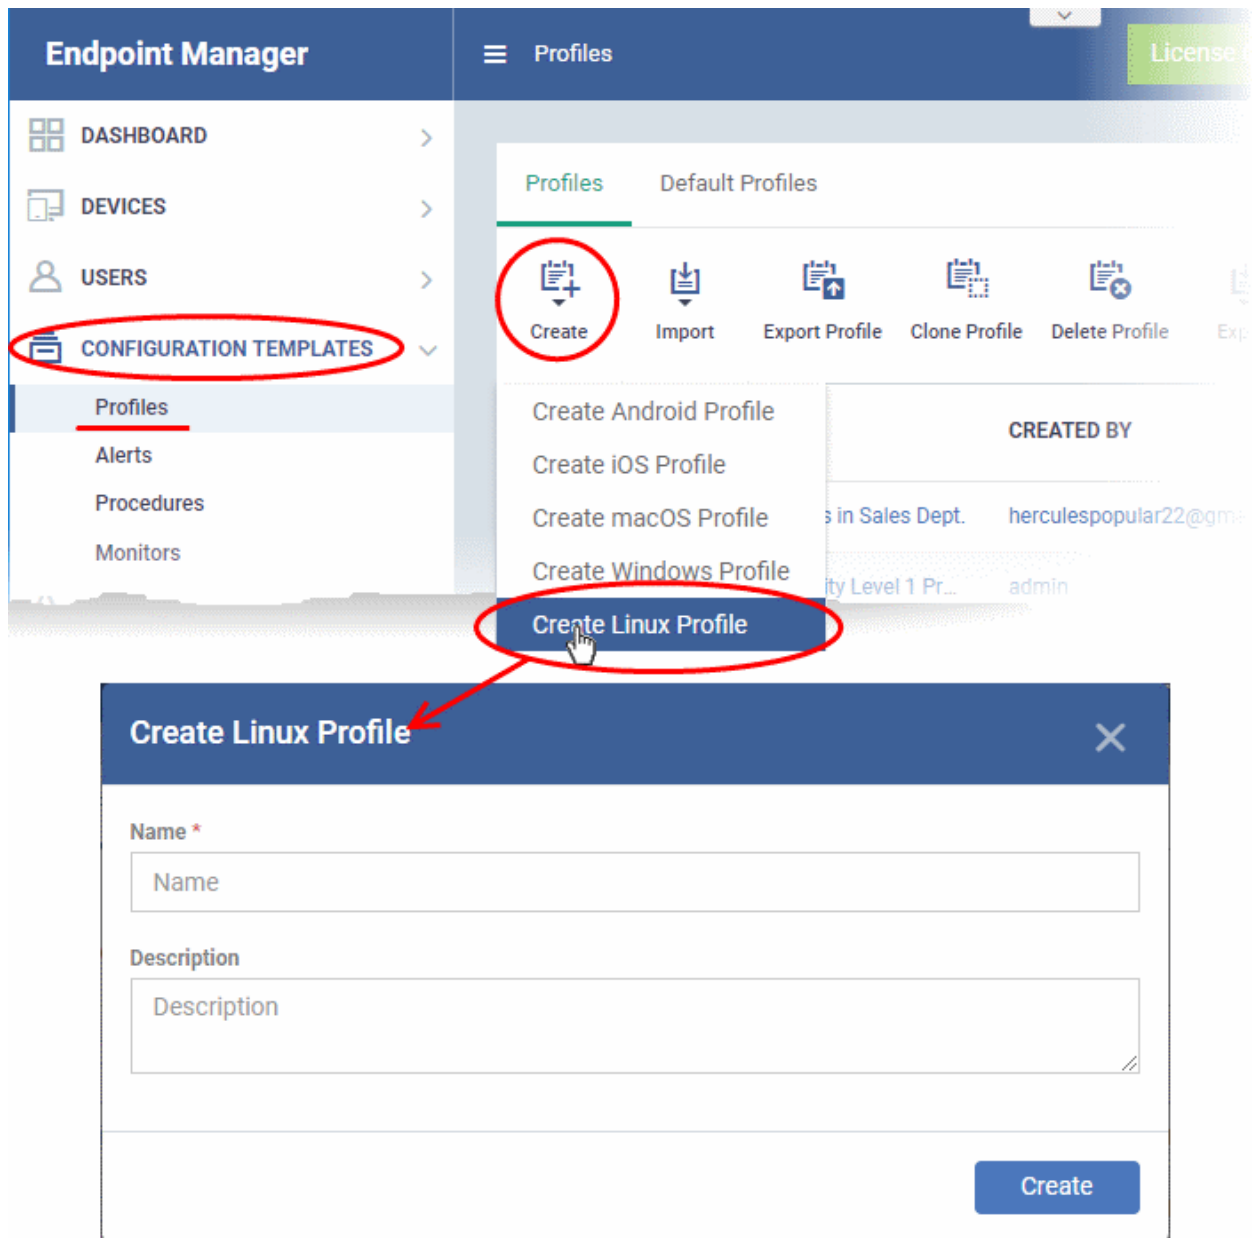 Endpoint Manager
Profiles
License
DASHBOARD
DEVICES
USERS
CONFIGURATION TEMPLATES
Profiles
Alerts
Procedures
Monitors
Profiles
Default Profiles
Create
Import
Export Profile
Clone Profile
Delete Profile
Create Android Profile
Create iOS Profile
Create macOS Profile
Create Windows Profile
Create Linux Profile
CREATED BY
s in Sales Dept.
herculespopular22@gma
ity Level 1 Pr...
admin
Create Linux Profile
Name *
Name
Description
Description
Create